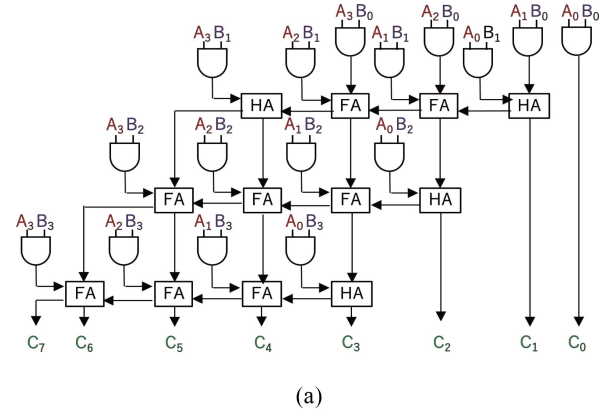 A₃B₀ A₂B₀ A₁B₀ A₀B₀
A₃B₁ A₂B₁ A₁B₁ A₀B₁
HA FA FA HA
A₃B₂ A₂B₂ A₁B₂ A₀B₂
FA FA FA HA
A₃B₃ A₂B₃ A₁B₃ A₀B₃
FA FA FA HA
C₇ C₆ C₅ C₄ C₃ C₂ C₁ C₀
(a)